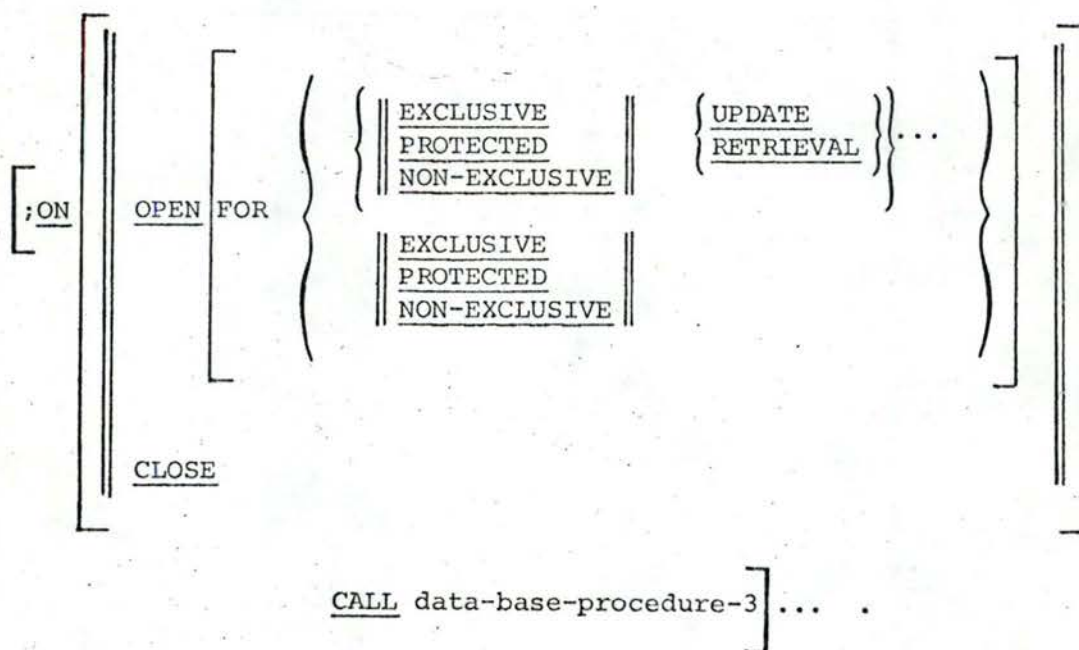 EXCLUSIVE UPDATE
PROTECTED RETRIEVAL ...
NON-EXCLUSIVE
;ON OPEN FOR
EXCLUSIVE
PROTECTED
NON-EXCLUSIVE
CLOSE
CALL data-base-procedure-3 ... .